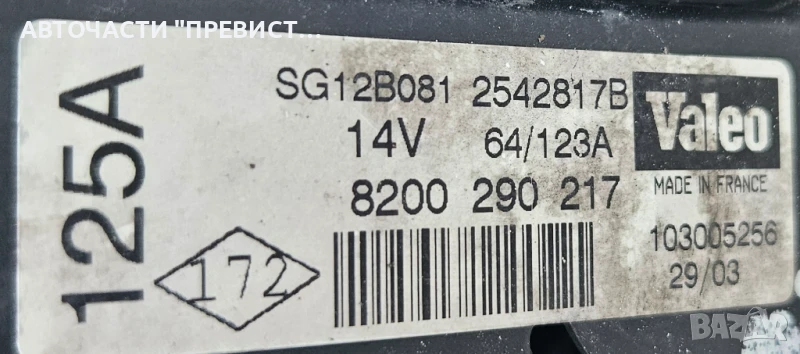 АВТОЧАСТИ "ПРЕВИСТ...
125A
SG12B081 2542817B
14V 64/123A
8200 290 217
172
Valeo
MADE IN FRANCE
103005256
29/03
BAZAR